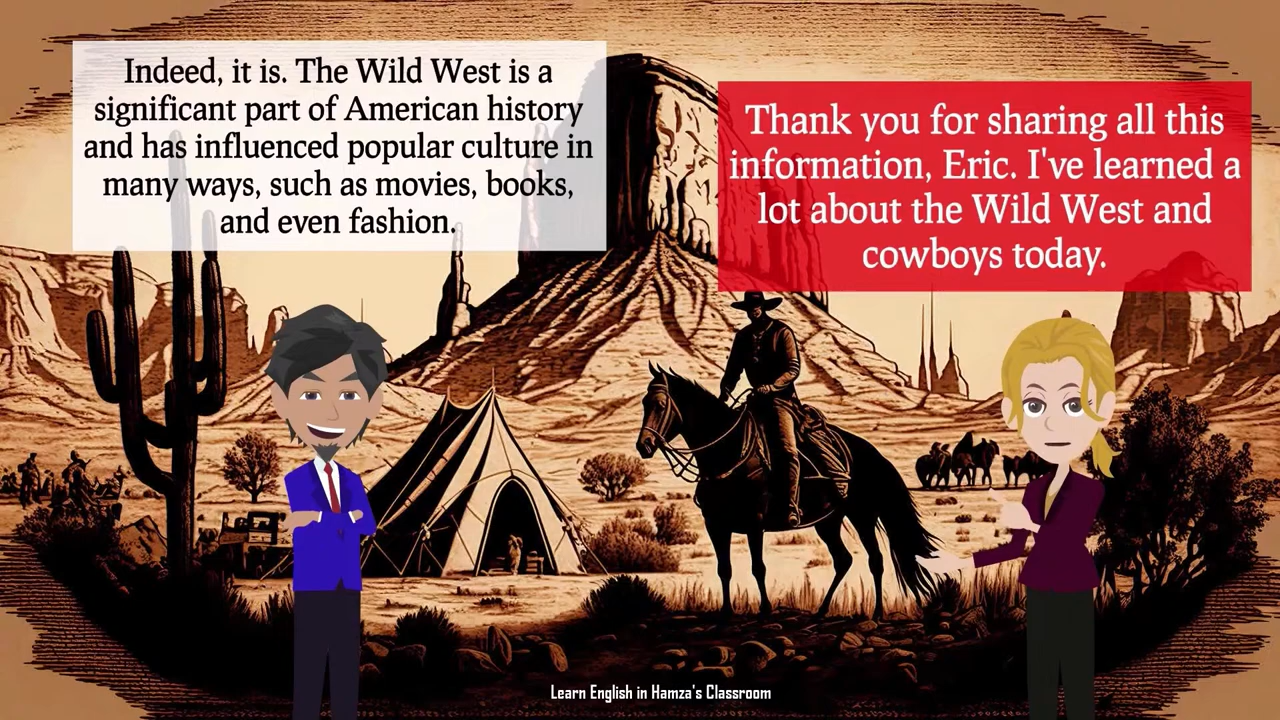 Indeed, it is. The Wild West is a
significant part of American history
and has influenced popular culture in
many ways, such as movies, books,
and even fashion.
Thank you for sharing all this
information, Eric. I've learned a
lot about the Wild West and
cowboys today.
Learn English in Hamza's Classroom